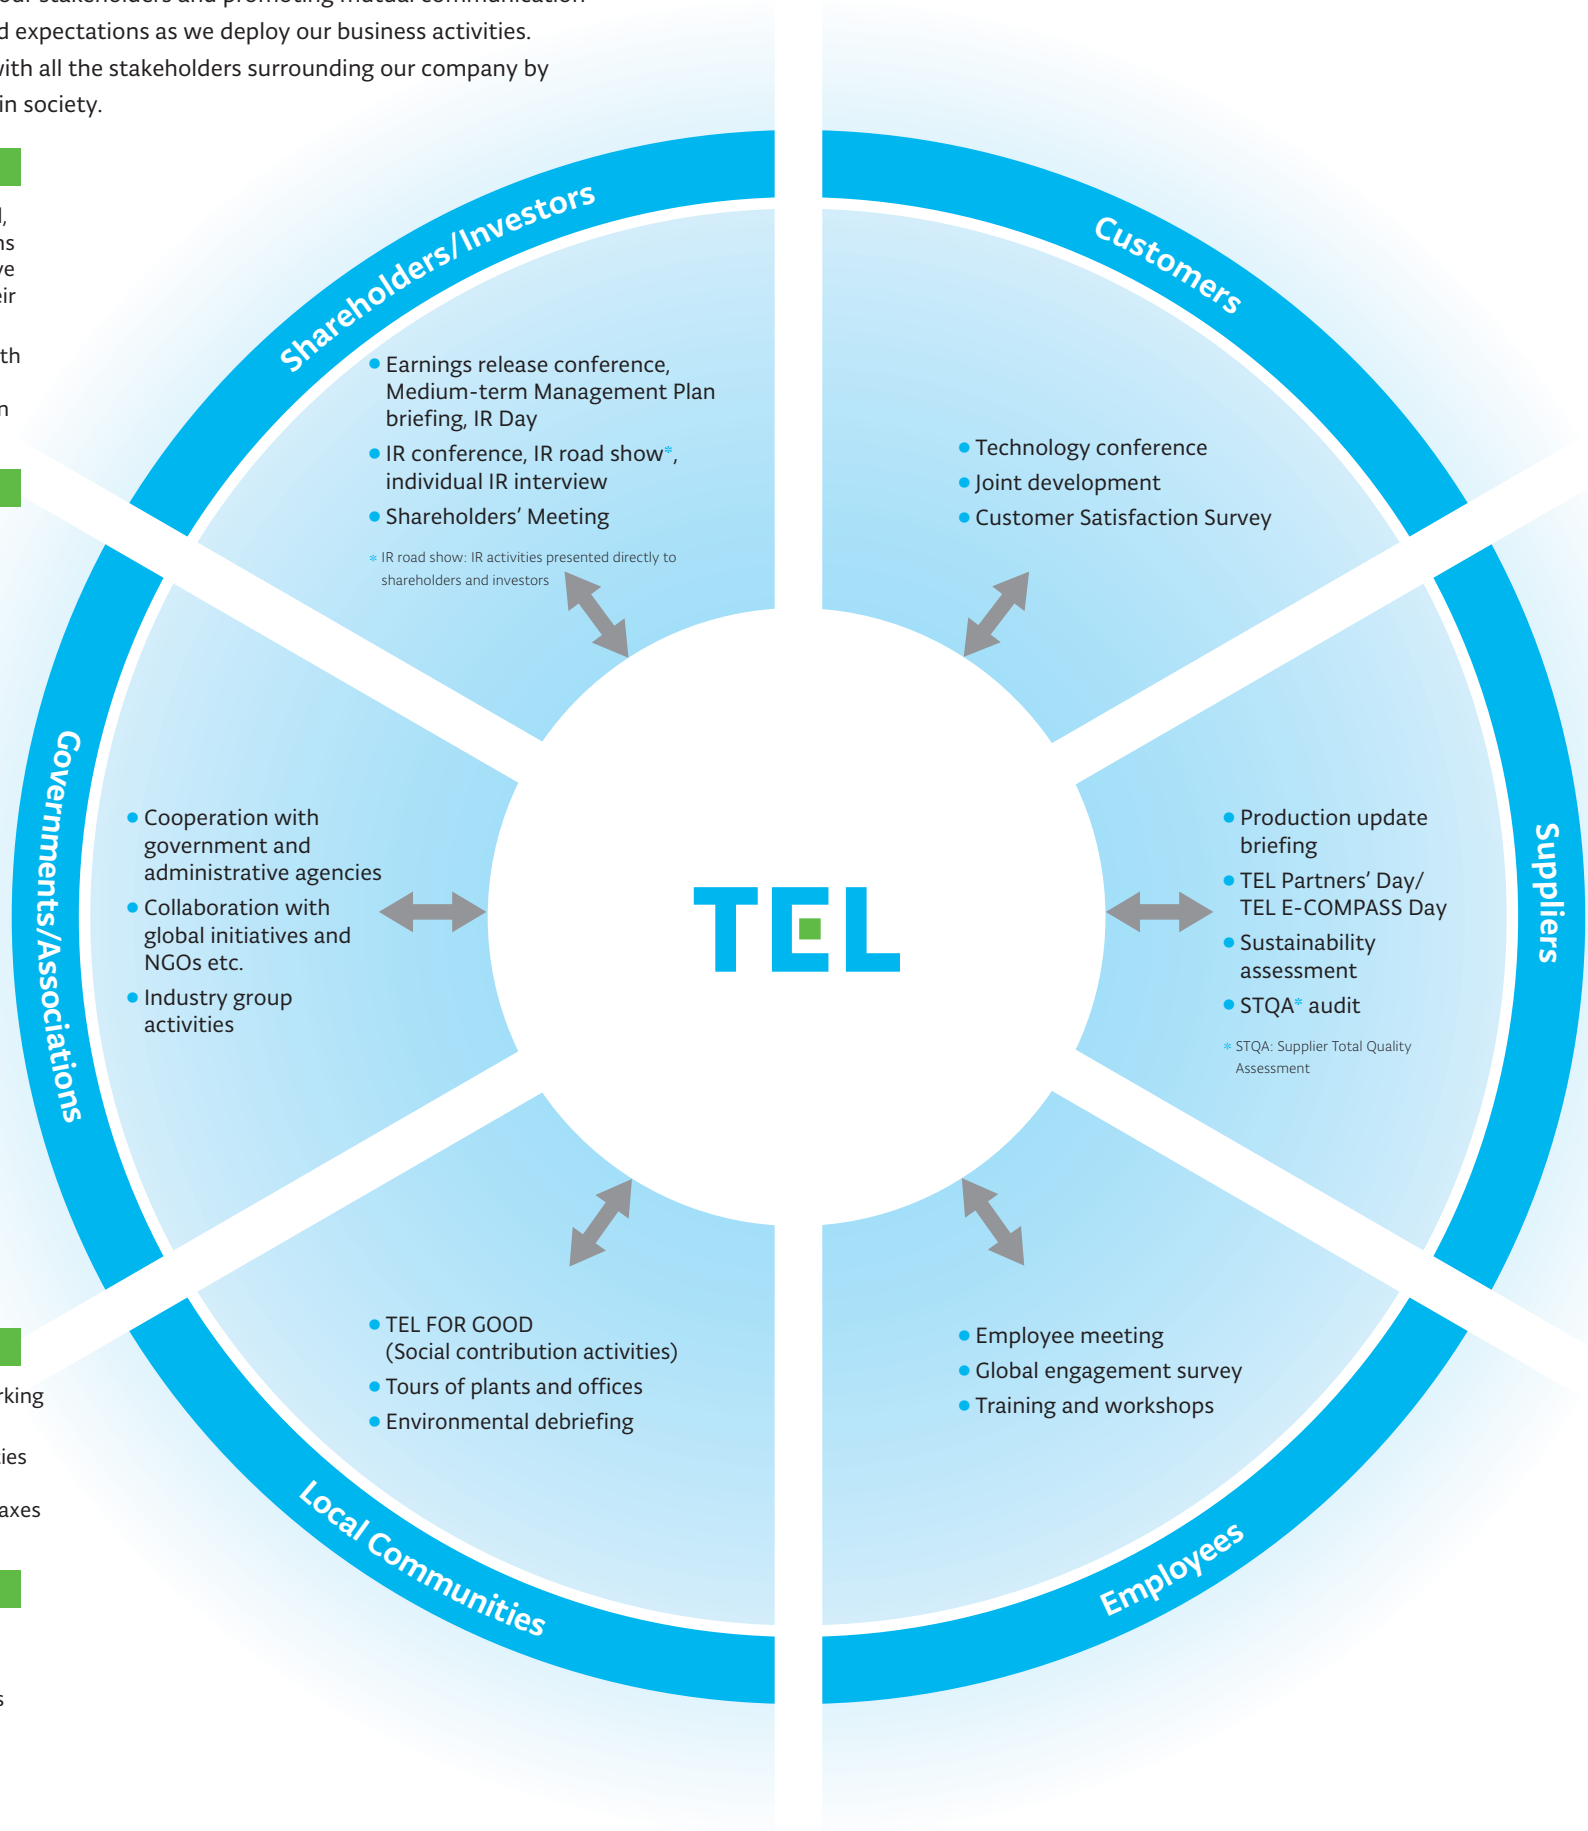 our stakeholders and promoting mutual communication
d expectations as we deploy our business activities.
with all the stakeholders surrounding our company by
in society.
Shareholders/Investors
• Earnings release conference,
Medium-term Management Plan
briefing, IR Day
• IR conference, IR road show*,
individual IR interview
• Shareholders' Meeting
* IR road show: IR activities presented directly to
shareholders and investors
Customers
• Technology conference
• Joint development
• Customer Satisfaction Survey
Governments/Associations
• Cooperation with
government and
administrative agencies
• Collaboration with
global initiatives and
NGOs etc.
• Industry group
activities
TEL
Suppliers
• Production update
briefing
• TEL Partners' Day/
TEL E-COMPASS Day
• Sustainability
assessment
• STQA* audit
* STQA: Supplier Total Quality
Assessment
Local Communities
• TEL FOR GOOD
(Social contribution activities)
• Tours of plants and offices
• Environmental debriefing
Employees
• Employee meeting
• Global engagement survey
• Training and workshops